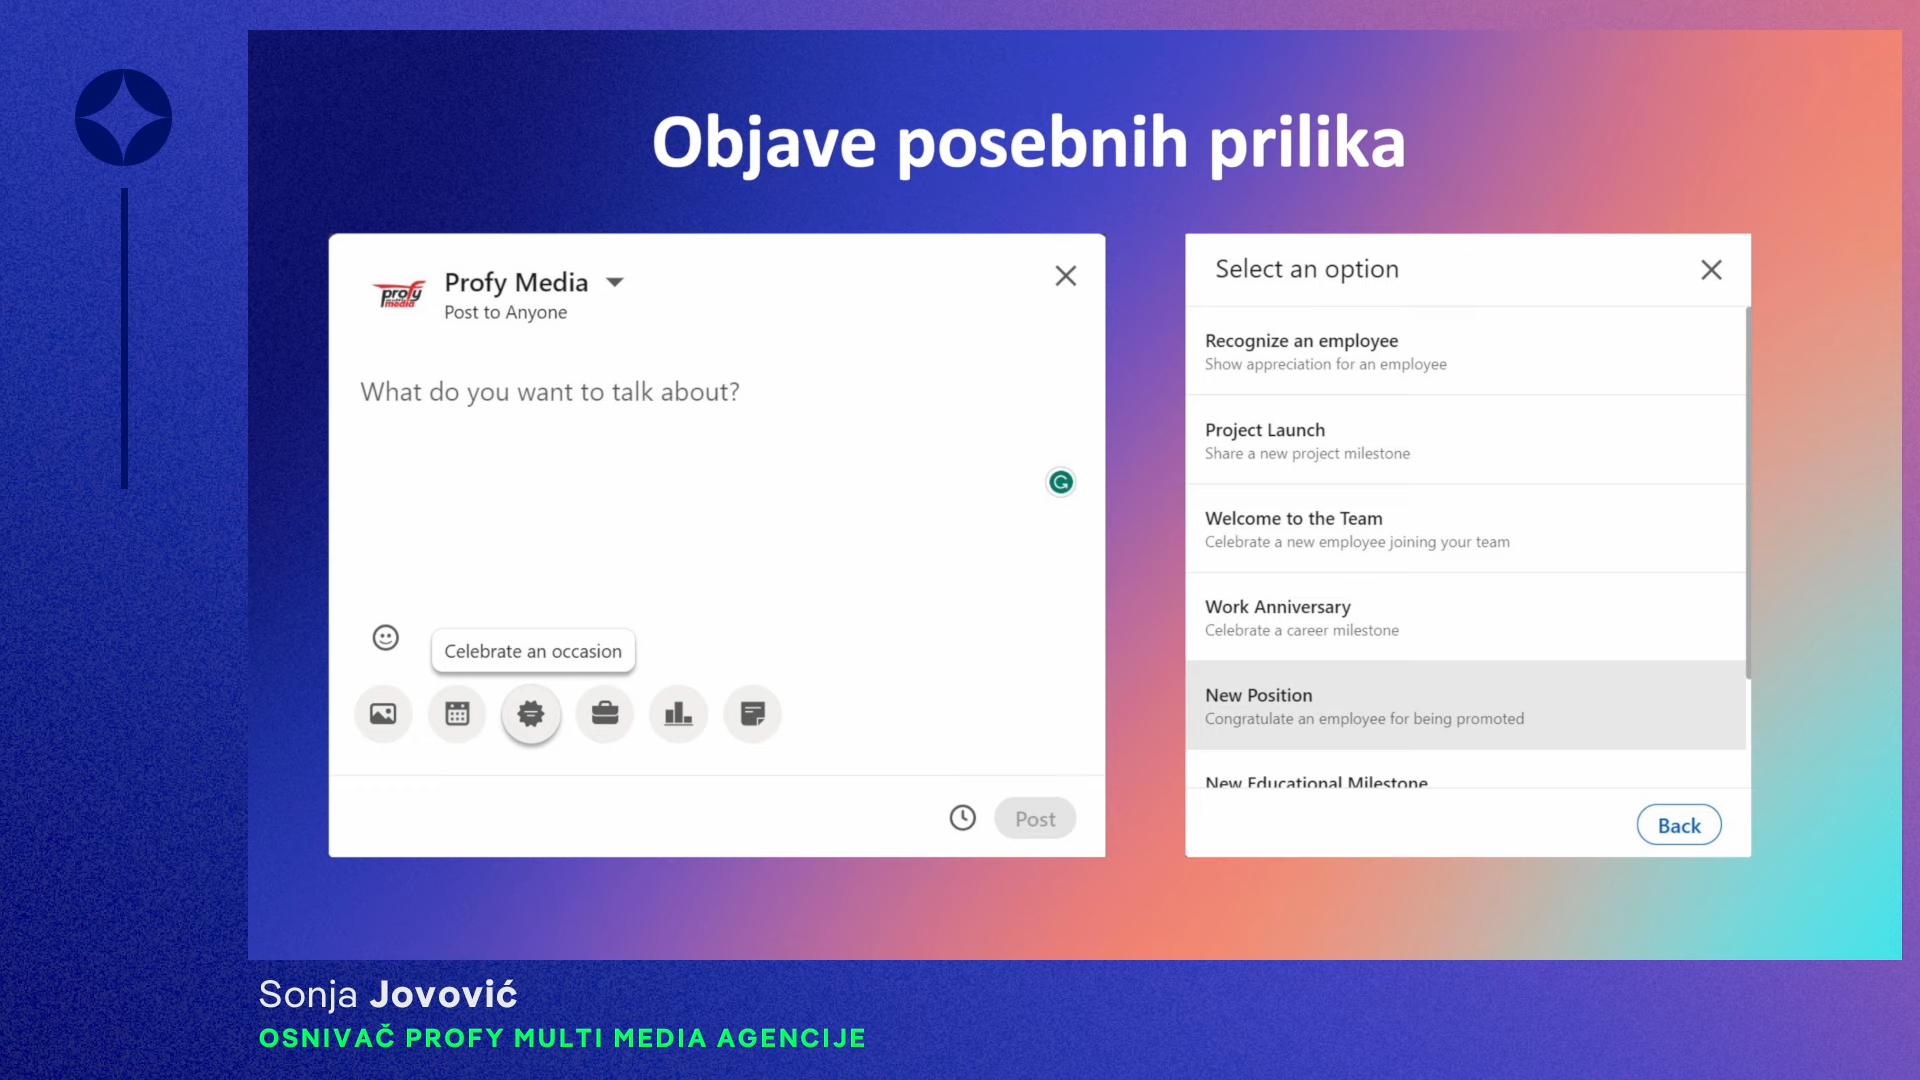 Objave posebnih prilika
profy
media
Profy Media
Post to Anyone
What do you want to talk about?
Celebrate an occasion
Post
Select an option
Recognize an employee
Show appreciation for an employee
Project Launch
Share a new project milestone
Welcome to the Team
Celebrate a new employee joining your team
Work Anniversary
Celebrate a career milestone
New Position
Congratulate an employee for being promoted
New Educational Milestone
Back
Sonja Jovović
OSNIVAČ PROFY MULTI MEDIA AGENCIJE